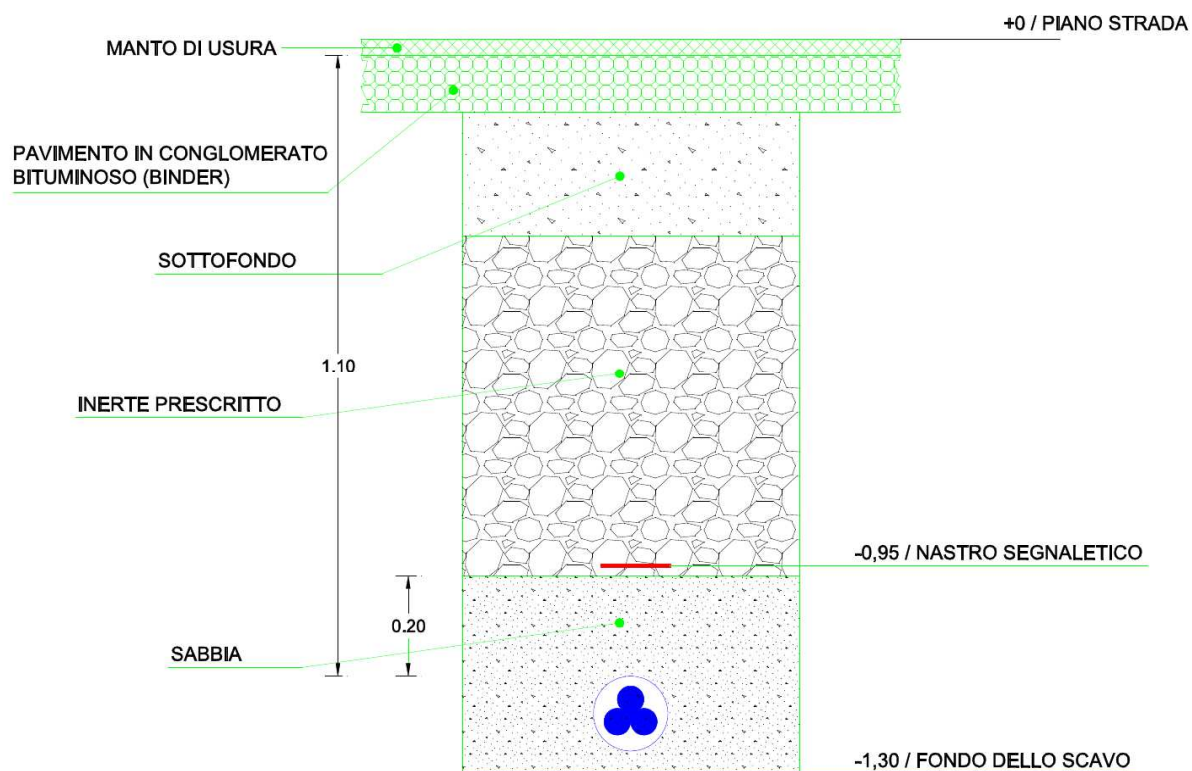 +0 / PIANO STRADA
MANTO DI USURA
PAVIMENTO IN CONGLOMERATO
BITUMINOSO (BINDER)
SOTTOFONDO
1.10
INERTE PRESCRITTO
-0,95 / NASTRO SEGNALETICO
0.20
SABBIA
-1,30 / FONDO DELLO SCAVO